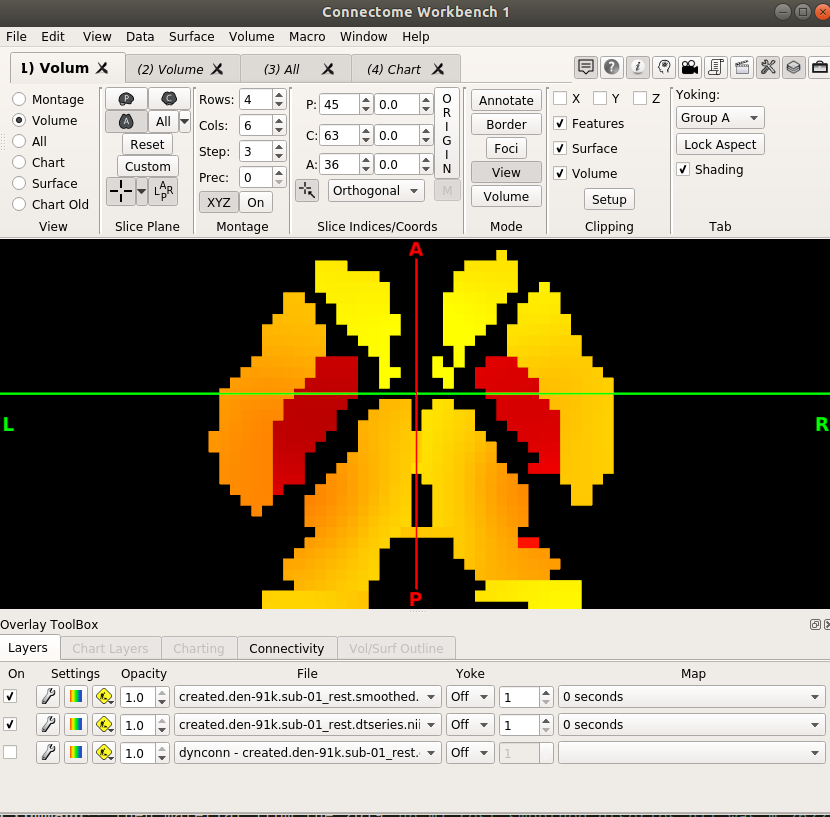 Connectome Workbench 1
File Edit View Data Surface Volume Macro Window Help
1) Volum (2) Volume (3) All (4) Chart
Montage
Volume
All
Chart
Surface
Chart Old
View
P C
A All
Reset
Custom
L A R P
Slice Plane
Rows: 4
Cols: 6
Step: 3
Prec: 0
XYZ On
Montage
P: 45 0.0
C: 63 0.0
A: 36 0.0
ORIGIN
Orthogonal M
Slice Indices/Coords
Annotate
Border
Foci
View
Volume
Mode
X Y Z
Features
Surface
Volume
Setup
Clipping
Yoking:
Group A
Lock Aspect
Shading
Tab
A
L R
P
Overlay ToolBox
Layers Chart Layers Charting Connectivity Vol/Surf Outline
On Settings Opacity File Yoke Map
1.0 created.den-91k.sub-01_rest.smoothed. Off 1 0 seconds
1.0 created.den-91k.sub-01_rest.dtseries.nii Off 1 0 seconds
1.0 dynconn - created.den-91k.sub-01_rest. Off 1